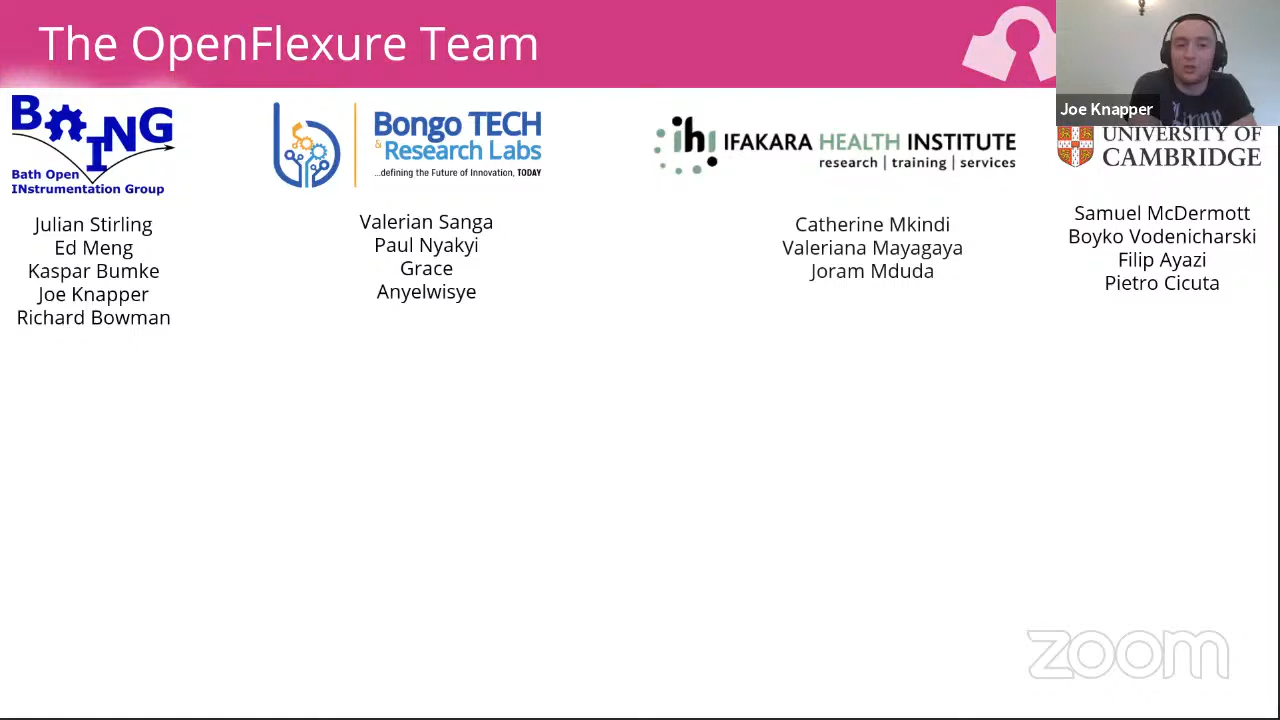 The OpenFlexure Team
Joe Knapper
BOING
Bath Open
INstrumentation Group
Julian Stirling
Ed Meng
Kaspar Bumke
Joe Knapper
Richard Bowman
Bongo TECH
& Research Labs
...defining the Future of Innovation, TODAY
Valerian Sanga
Paul Nyakyi
Grace
Anyelwisye
ihi IFAKARA HEALTH INSTITUTE
research | training | services
Catherine Mkindi
Valeriana Mayagaya
Joram Mduda
UNIVERSITY OF
CAMBRIDGE
Samuel McDermott
Boyko Vodenicharski
Filip Ayazi
Pietro Cicuta
zoom